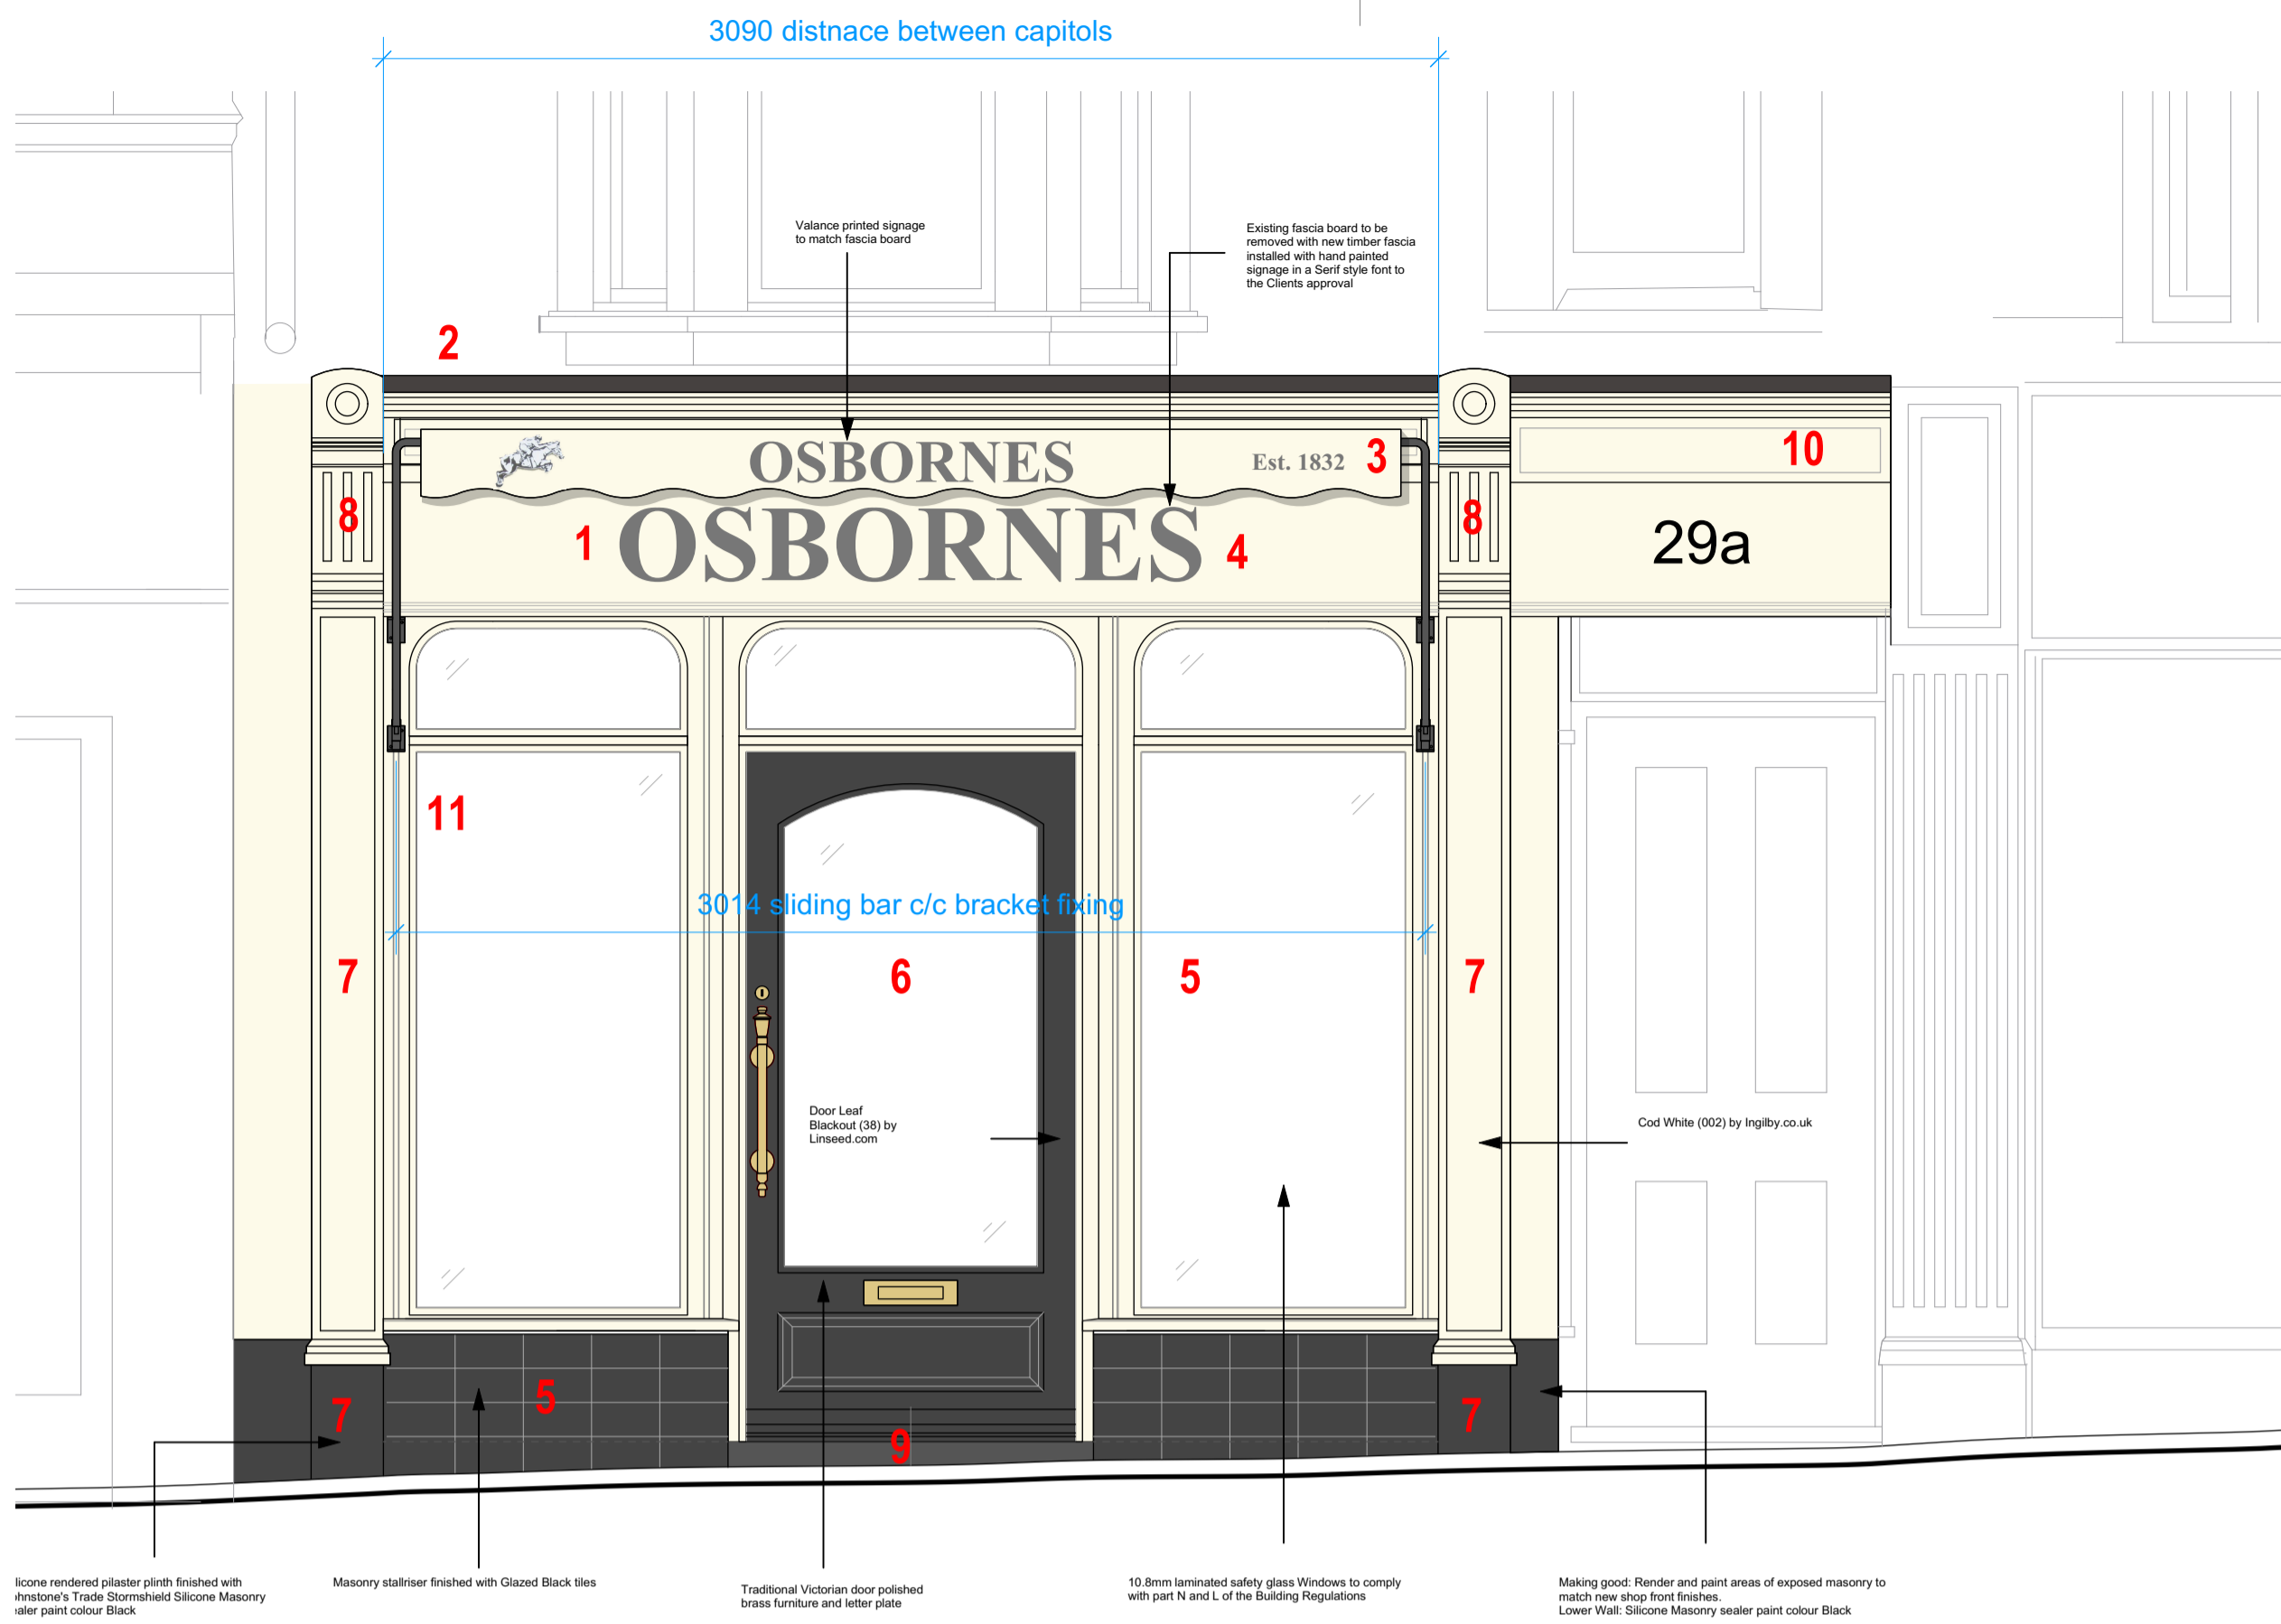 3090 distnace between capitols
Valance printed signage
to match fascia board
Existing fascia board to be
removed with new timber fascia
installed with hand painted
signage in a Serif style font to
the Clients approval
2
OSBORNES
Est. 1832
3
10
8
8
1
OSBORNES
4
29a
11
3014 sliding bar c/c bracket fixing
7
6
5
7
Door Leaf
Blackout (38) by
Linseed.com
Cod White (002) by Ingilby.co.uk
5
7
7
9
licone rendered pilaster plinth finished with
ohnstone's Trade Stormshield Silicone Masonry
ealer paint colour Black
Masonry stallriser finished with Glazed Black tiles
Traditional Victorian door polished
brass furniture and letter plate
10.8mm laminated safety glass Windows to comply
with part N and L of the Building Regulations
Making good: Render and paint areas of exposed masonry to
match new shop front finishes.
Lower Wall: Silicone Masonry sealer paint colour Black